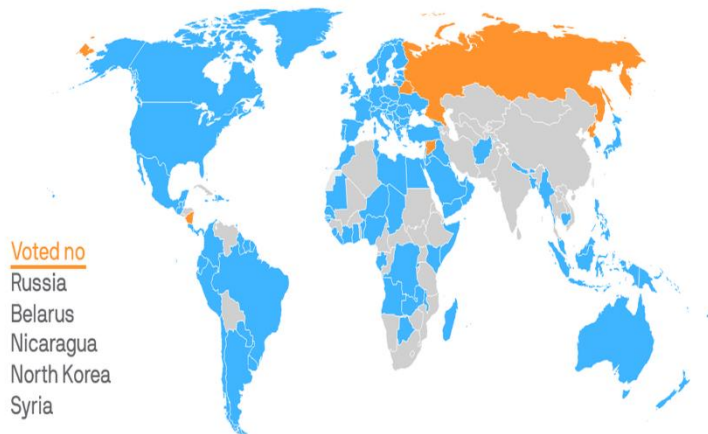 Voted no
Russia
Belarus
Nicaragua
North Korea
Syria